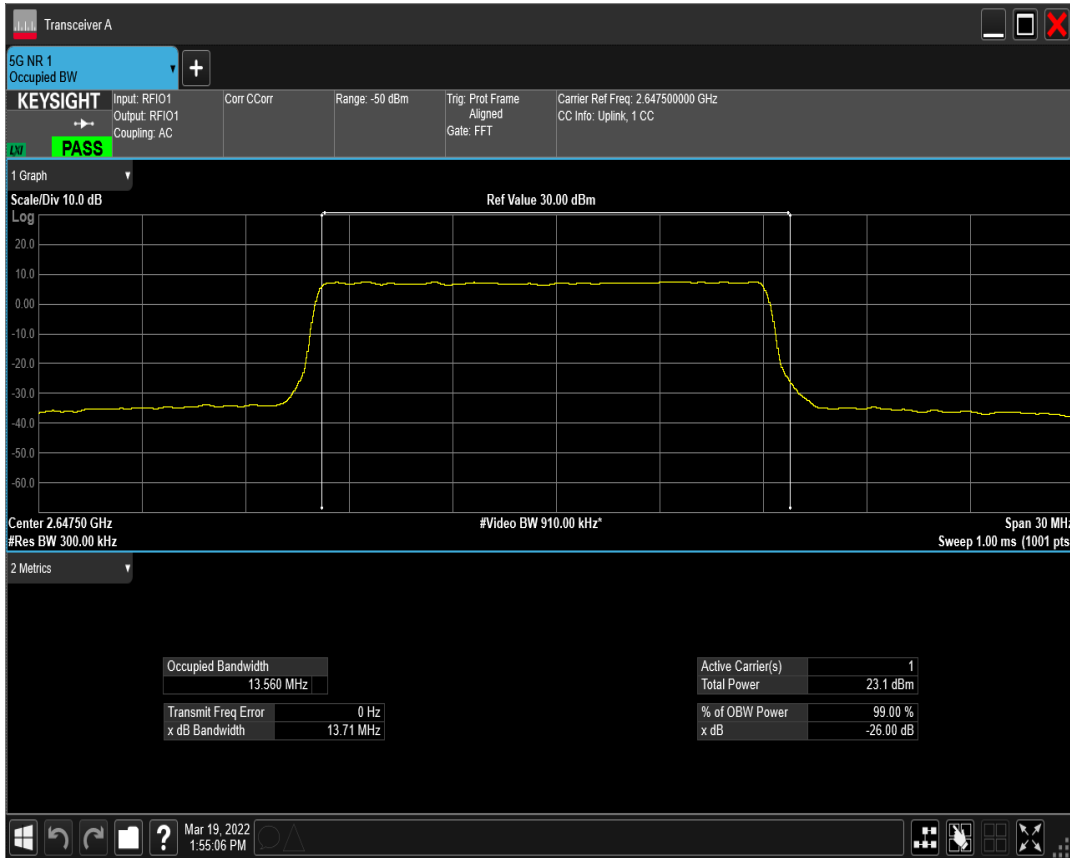 Transceiver A
5G NR 1
Occupied BW
KEYSIGHT
LXI
PASS
Input: RFIO1
Output: RFIO1
Coupling: AC
Corr CCorr
Range: -50 dBm
Trig: Prot Frame
Aligned
Gate: FFT
Carrier Ref Freq: 2.647500000 GHz
CC Info: Uplink, 1 CC
1 Graph
Scale/Div 10.0 dB
Ref Value 30.00 dBm
Log
20.0
10.0
0.00
-10.0
-20.0
-30.0
-40.0
-50.0
-60.0
Center 2.64750 GHz
#Video BW 910.00 kHz*
Span 30 MHz
#Res BW 300.00 kHz
Sweep 1.00 ms (1001 pts
2 Metrics
Occupied Bandwidth
13.560 MHz
Transmit Freq Error 0 Hz
x dB Bandwidth 13.71 MHz
Active Carrier(s) 1
Total Power 23.1 dBm
% of OBW Power 99.00 %
x dB -26.00 dB
?
Mar 19, 2022
1:55:06 PM